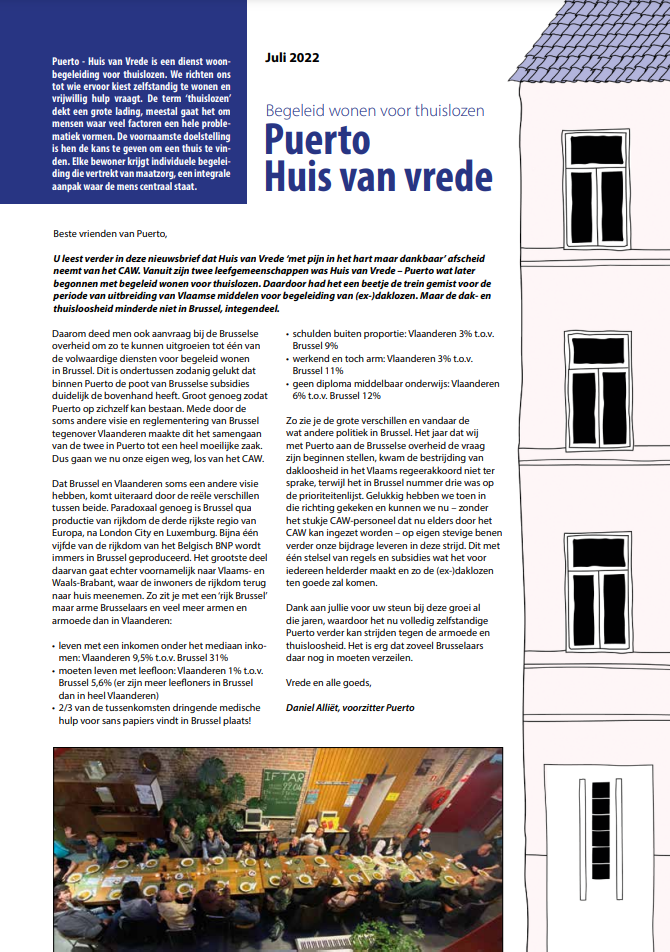 Puerto - Huis van Vrede is een dienst woon-
begeleiding voor thuislozen. We richten ons
tot wie ervoor kiest zelfstandig te wonen en
vrijwillig hulp vraagt. De term ‘thuislozen’
dekt een grote lading, meestal gaat het om
mensen waar veel factoren een hele proble-
matiek vormen. De voornaamste doelstelling
is hen de kans te geven om een thuis te vin-
den. Elke bewoner krijgt individuele begelei-
ding die vertrekt van maatzorg, een integrale
aanpak waar de mens centraal staat.
Juli 2022
Begeleid wonen voor thuislozen
Puerto
Huis van vrede
Beste vrienden van Puerto,
U leest verder in deze nieuwsbrief dat Huis van Vrede ‘met pijn in het hart maar dankbaar’ afscheid
neemt van het CAW. Vanuit zijn twee leefgemeenschappen was Huis van Vrede – Puerto wat later
begonnen met begeleid wonen voor thuislozen. Daardoor had het een beetje de trein gemist voor de
periode van uitbreiding van Vlaamse middelen voor begeleiding van (ex-)daklozen. Maar de dak- en
thuisloosheid minderde niet in Brussel, integendeel.
Daarom deed men ook aanvraag bij de Brusselse
overheid om zo te kunnen uitgroeien tot één van
de volwaardige diensten voor begeleid wonen
in Brussel. Dit is ondertussen zodanig gelukt dat
binnen Puerto de poot van Brusselse subsidies
duidelijk de bovenhand heeft. Groot genoeg zodat
Puerto op zichzelf kan bestaan. Mede door de
soms andere visie en reglementering van Brussel
tegenover Vlaanderen maakte dit het samengaan
van de twee in Puerto tot een heel moeilijke zaak.
Dus gaan we nu onze eigen weg, los van het CAW.
Dat Brussel en Vlaanderen soms een andere visie
hebben, komt uiteraard door de reële verschillen
tussen beide. Paradoxaal genoeg is Brussel qua
productie van rijkdom de derde rijkste regio van
Europa, na London City en Luxemburg. Bijna één
vijfde van de rijkdom van het Belgisch BNP wordt
immers in Brussel geproduceerd. Het grootste deel
daarvan gaat echter voornamelijk naar Vlaams- en
Waals-Brabant, waar de inwoners de rijkdom terug
naar huis meenemen. Zo zit je met een ‘rijk Brussel’
maar arme Brusselaars en veel meer armen en
armoede dan in Vlaanderen:
• leven met een inkomen onder het mediaan inko-
men: Vlaanderen 9,5% t.o.v. Brussel 31%
• moeten leven met leefloon: Vlaanderen 1% t.o.v.
Brussel 5,6% (er zijn meer leefloners in Brussel
dan in heel Vlaanderen)
• 2/3 van de tussenkomsten dringende medische
hulp voor sans papiers vindt in Brussel plaats!
• schulden buiten proportie: Vlaanderen 3% t.o.v.
Brussel 9%
• werkend en toch arm: Vlaanderen 3% t.o.v.
Brussel 11%
• geen diploma middelbaar onderwijs: Vlaanderen
6% t.o.v. Brussel 12%
Zo zie je de grote verschillen en vandaar de
wat andere politiek in Brussel. Het jaar dat wij
met Puerto aan de Brusselse overheid de vraag
zijn beginnen stellen, kwam de bestrijding van
dakloosheid in het Vlaams regeerakkoord niet ter
sprake, terwijl het in Brussel nummer drie was op
de prioriteitenlijst. Gelukkig hebben we toen in
die richting gekeken en kunnen we nu – zonder
het stukje CAW-personeel dat nu elders door het
CAW kan ingezet worden – op eigen stevige benen
verder onze bijdrage leveren in deze strijd. Dit met
één stelsel van regels en subsidies wat het voor
iedereen helderder maakt en zo de (ex-)daklozen
ten goede zal komen.
Dank aan jullie voor uw steun bij deze groei al
die jaren, waardoor het nu volledig zelfstandige
Puerto verder kan strijden tegen de armoede en
thuisloosheid. Het is erg dat zoveel Brusselaars
daar nog in moeten verzeilen.
Vrede en alle goeds,
Daniel Alliët, voorzitter Puerto
IFTAR